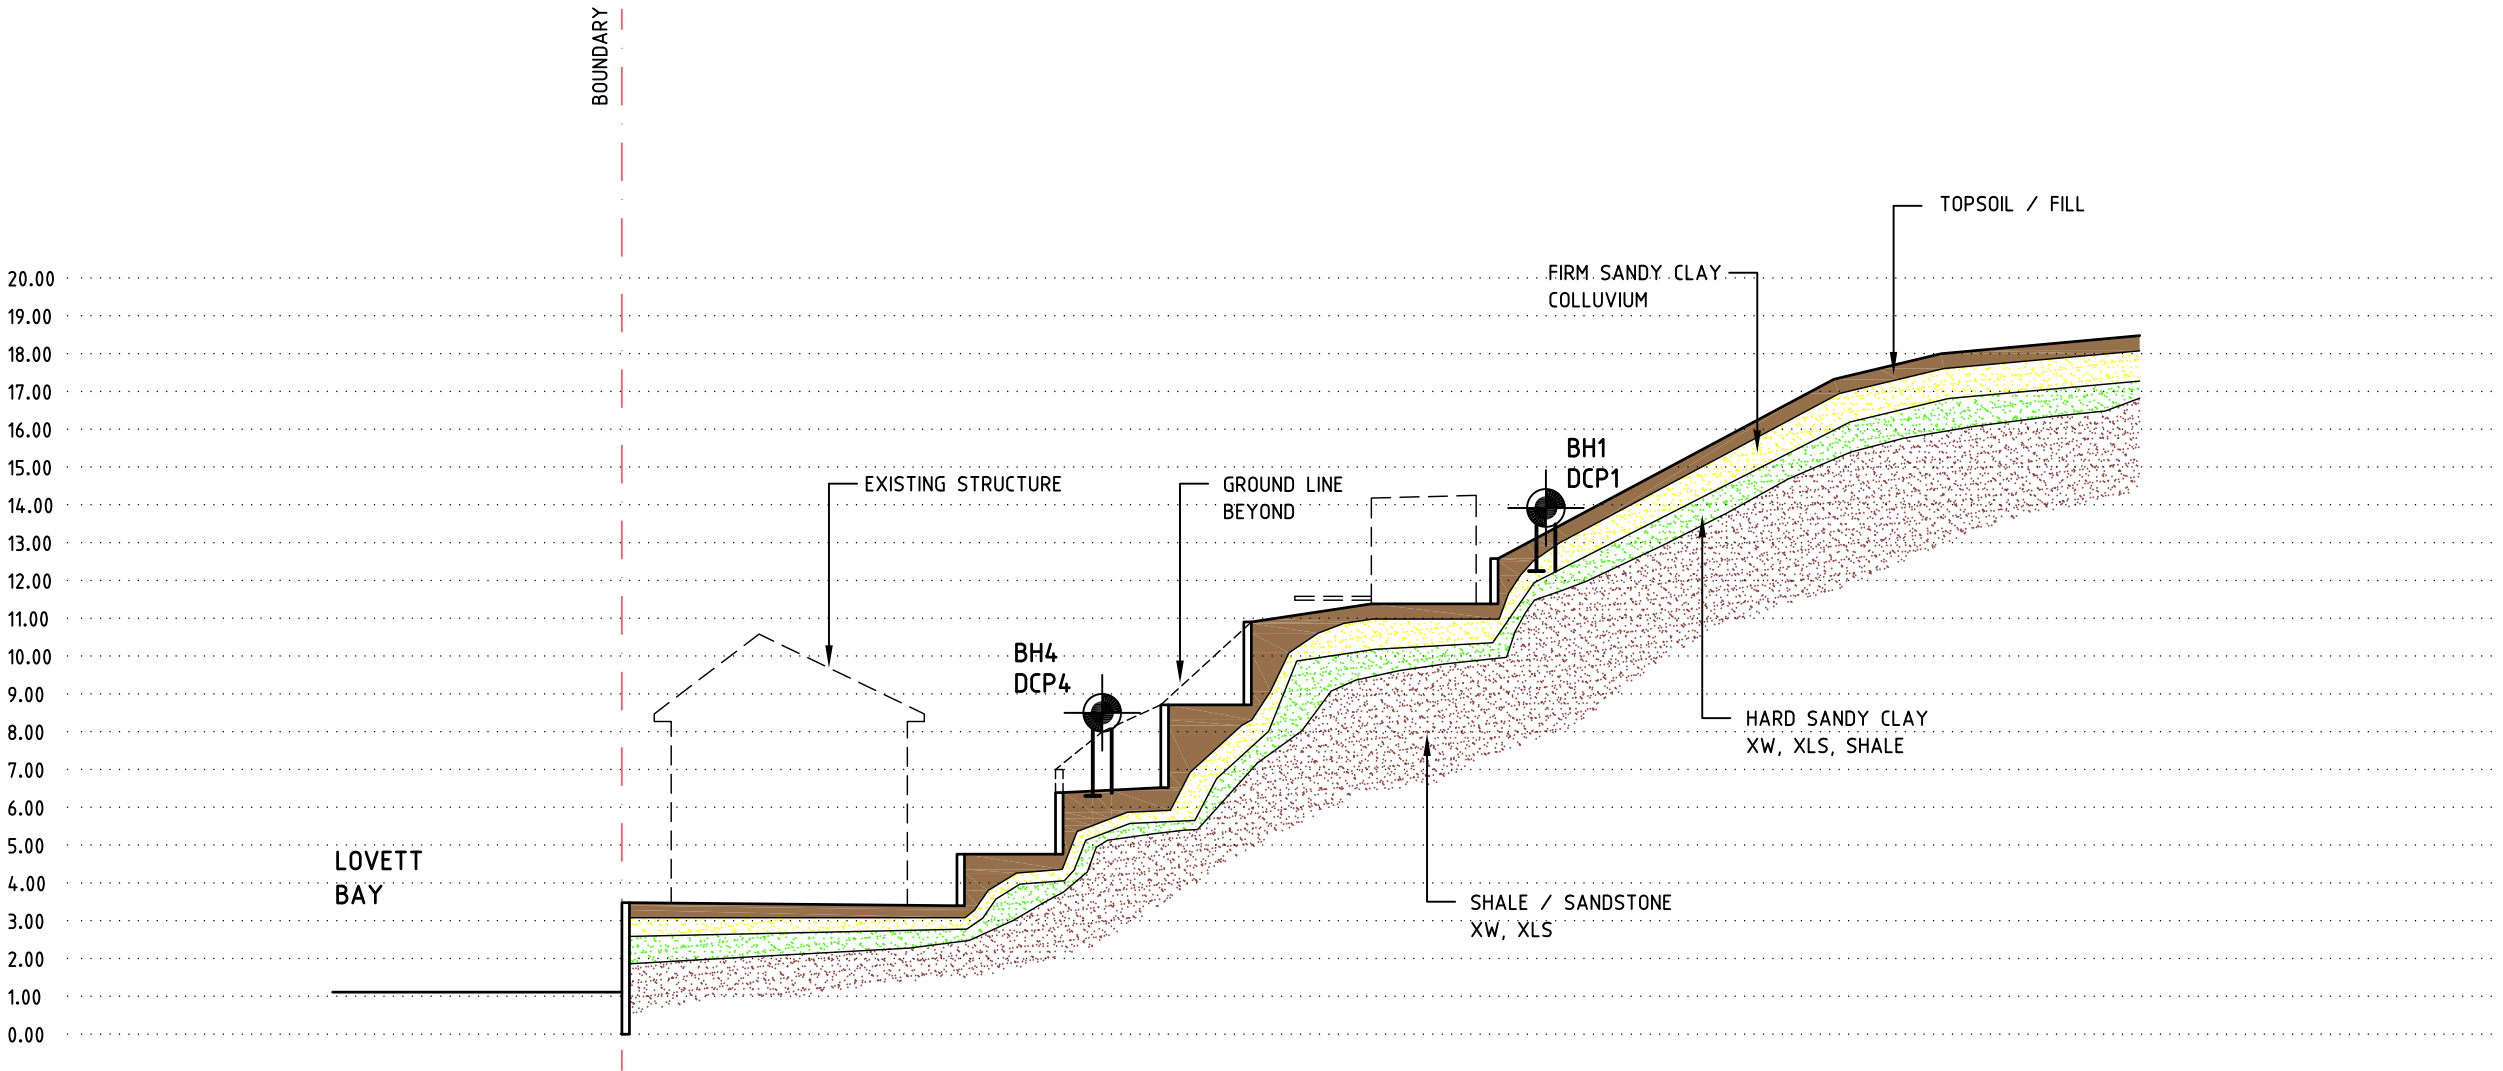 BOUNDARY
TOPSOIL / FILL
FIRM SANDY CLAY
COLLUVIUM
20.00
19.00
18.00
17.00
16.00
15.00
14.00
13.00
12.00
11.00
10.00
9.00
8.00
7.00
6.00
5.00
4.00
3.00
2.00
1.00
0.00
BH1
DCP1
EXISTING STRUCTURE
GROUND LINE
BEYOND
BH4
DCP4
HARD SANDY CLAY
XW, XLS, SHALE
LOVETT
BAY
SHALE / SANDSTONE
XW, XLS